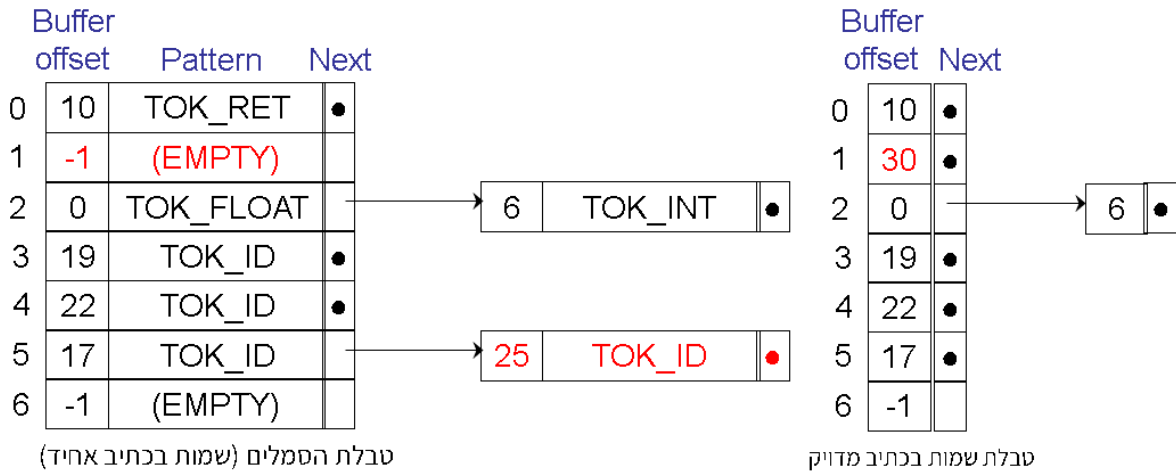 Buffer offset Pattern Next
0 10 TOK_RET
1 -1 (EMPTY)
2 0 TOK_FLOAT
3 19 TOK_ID
4 22 TOK_ID
5 17 TOK_ID
6 -1 (EMPTY)
6 TOK_INT
25 TOK_ID
טבלת הסמלים (שמות בכתיב אחיד)
Buffer offset Next
0 10
1 30
2 0
3 19
4 22
5 17
6 -1
6
טבלת שמות בכתיב מדויק